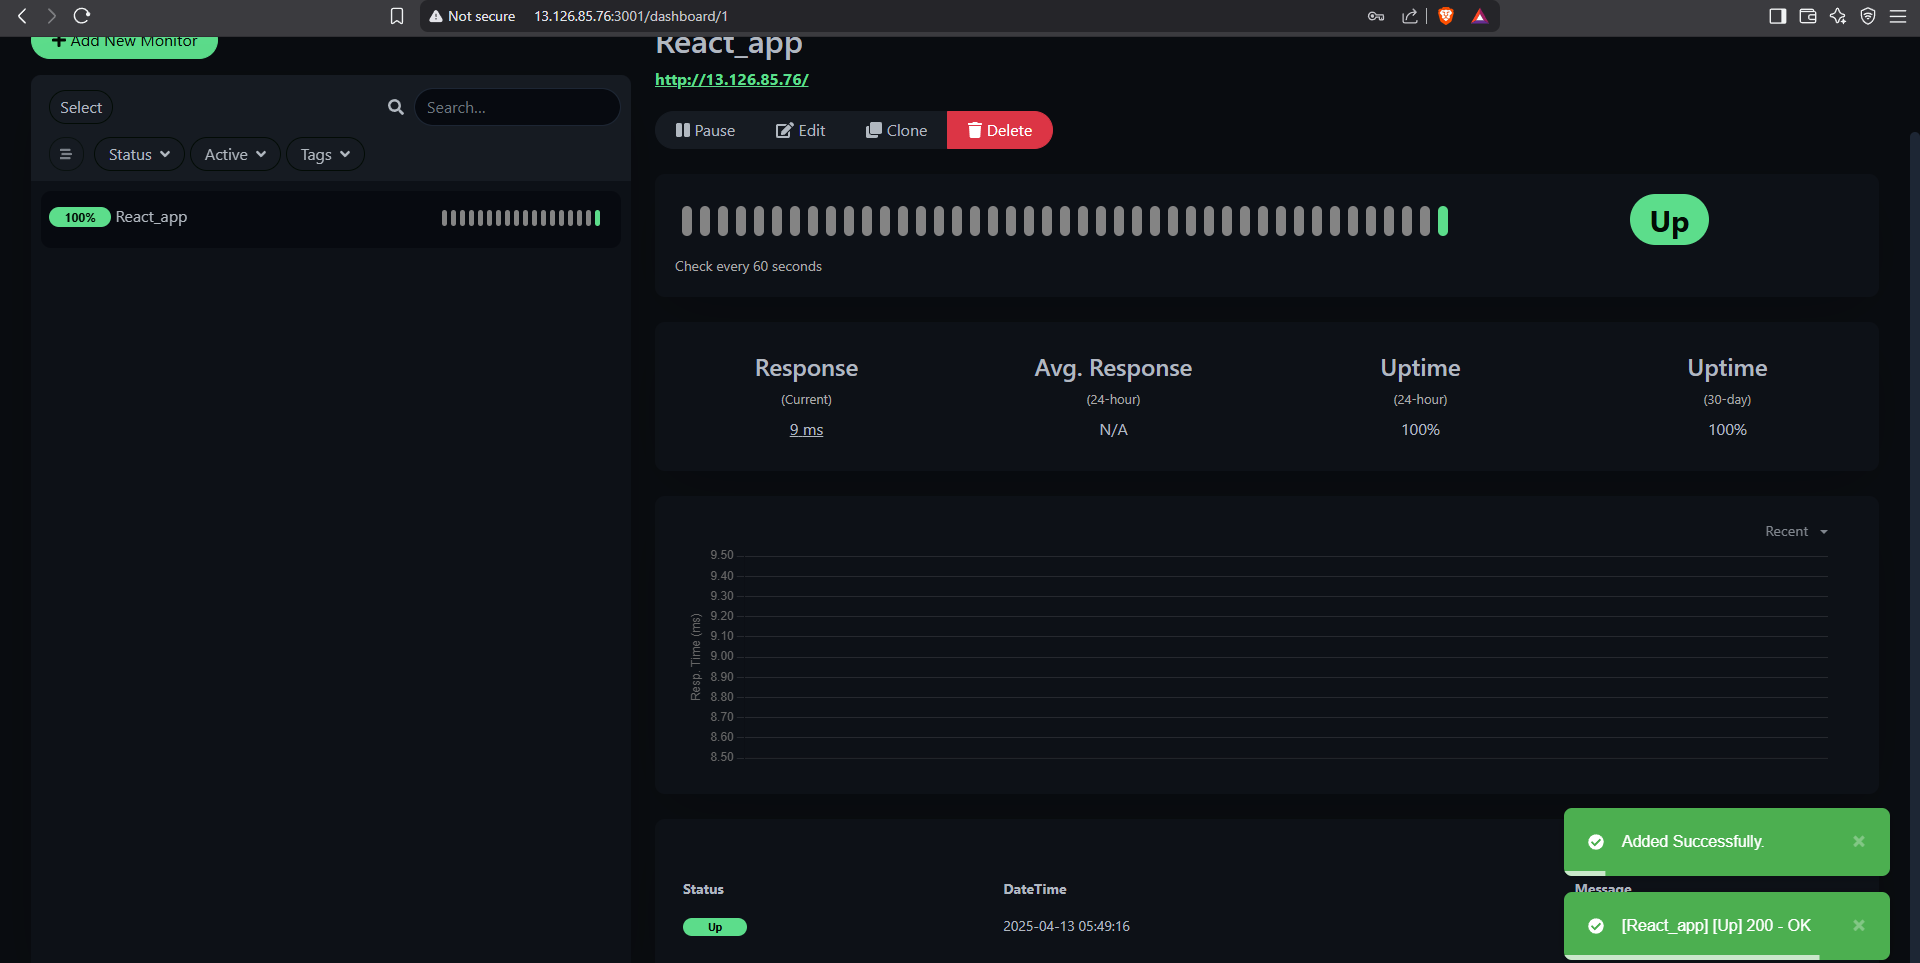 Not secure 13.126.85.76:3001/dashboard/1
Add New Monitor
Select
Search...
Status
Active
Tags
100% React_app
React_app
http://13.126.85.76/
Pause
Edit
Clone
Delete
Up
Check every 60 seconds
Response
(Current)
9 ms
Avg. Response
(24-hour)
N/A
Uptime
(24-hour)
100%
Uptime
(30-day)
100%
Recent
Resp. Time (ms)
9.50
9.40
9.30
9.20
9.10
9.00
8.90
8.80
8.70
8.60
8.50
Status DateTime Message
Up 2025-04-13 05:49:16
Added Successfully.
[React_app] [Up] 200 - OK